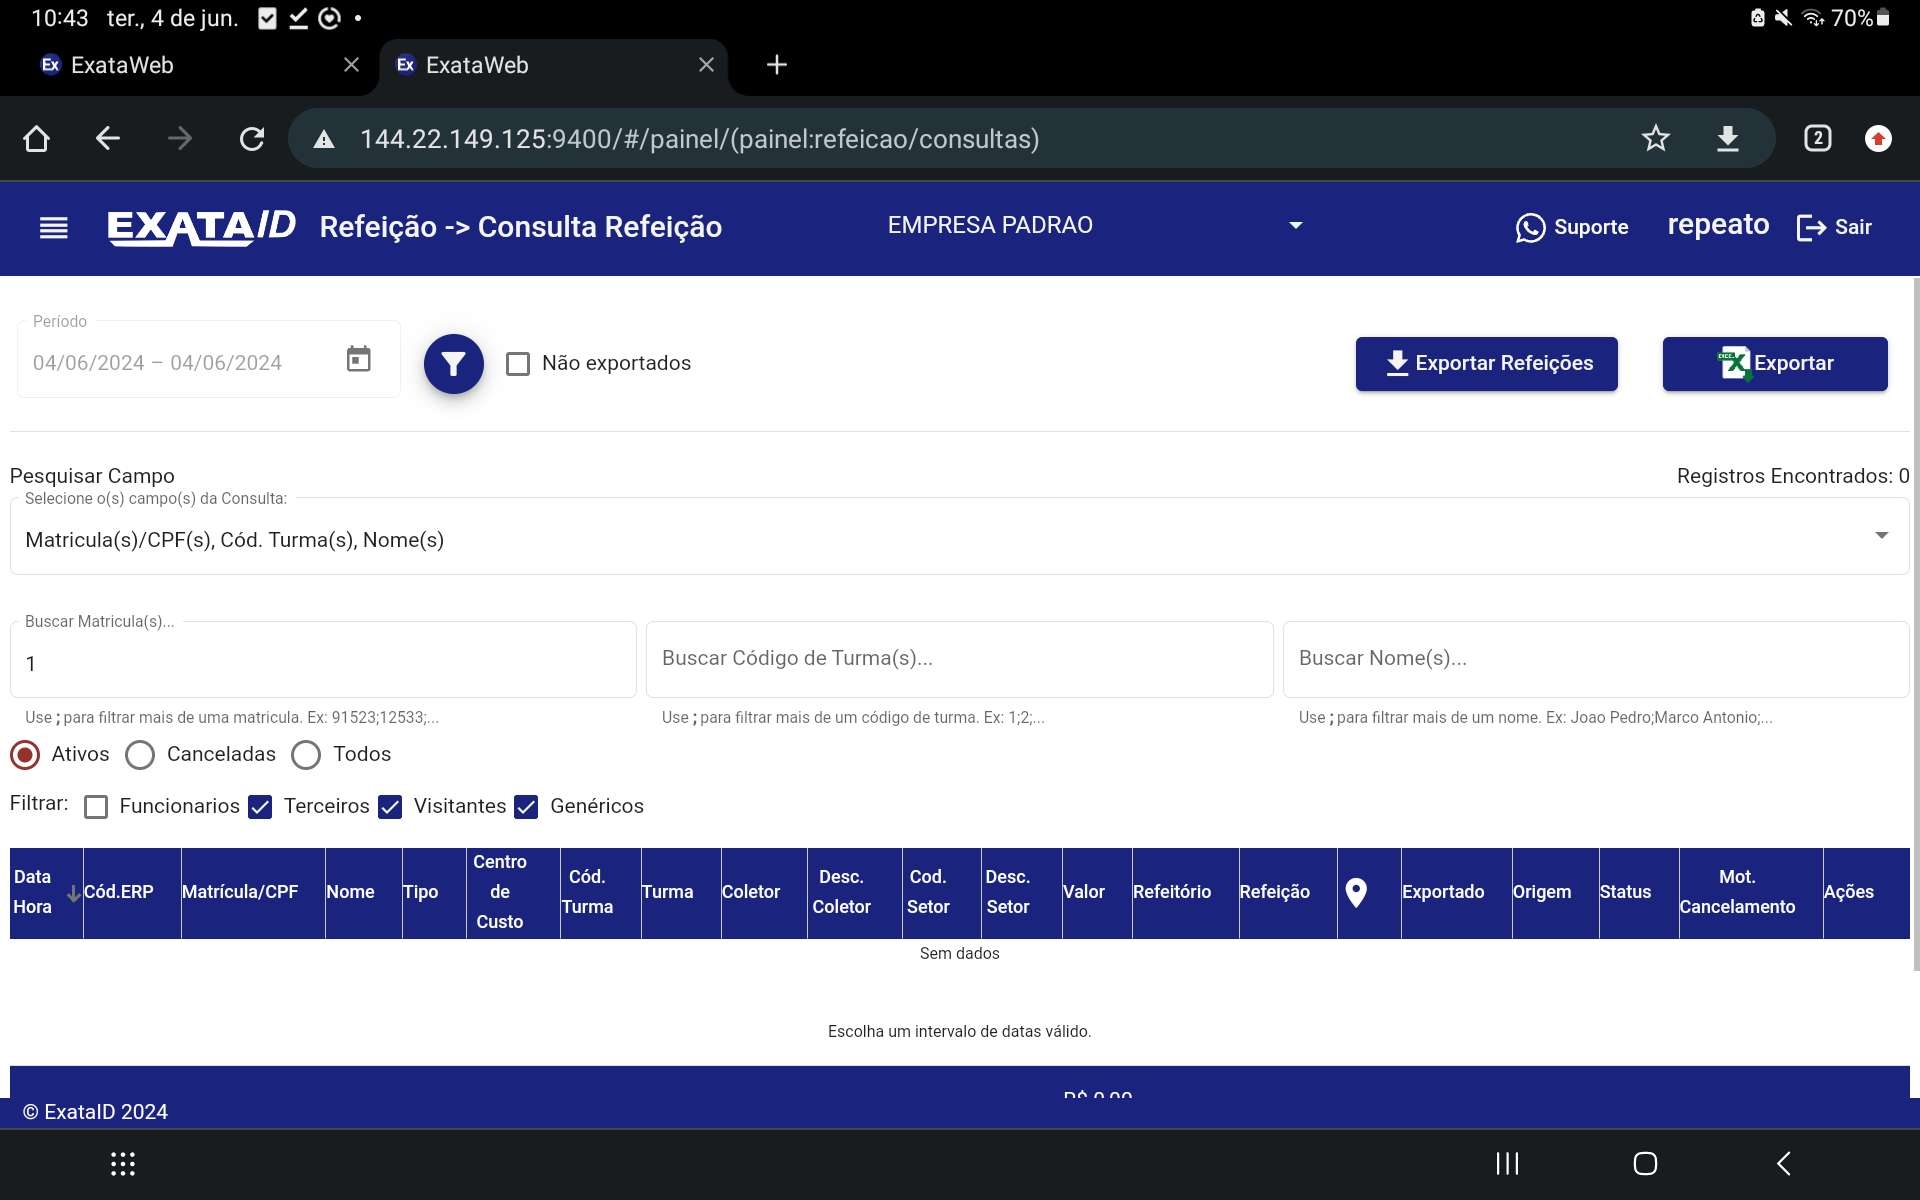 10:43 ter., 4 de jun. 70%
Ex ExataWeb Ex ExataWeb
144.22.149.125:9400/#/painel/(painel:refeicao/consultas) 2
EXATA/ID Refeição -> Consulta Refeição EMPRESA PADRAO Suporte repeato Sair
Período
04/06/2024 – 04/06/2024 Não exportados Exportar Refeições Exportar
Pesquisar Campo Registros Encontrados: 0
Selecione o(s) campo(s) da Consulta:
Matricula(s)/CPF(s), Cód. Turma(s), Nome(s)
Buscar Matricula(s)...
1 Buscar Código de Turma(s)... Buscar Nome(s)...
Use ; para filtrar mais de uma matricula. Ex: 91523;12533;... Use ; para filtrar mais de um código de turma. Ex: 1;2;... Use ; para filtrar mais de um nome. Ex: Joao Pedro;Marco Antonio;...
Ativos Canceladas Todos
Filtrar: Funcionarios Terceiros Visitantes Genéricos
Data Hora Cód.ERP Matrícula/CPF Nome Tipo Centro de Custo Cód. Turma Turma Coletor Desc. Coletor Cod. Setor Desc. Setor Valor Refeitório Refeição Exportado Origem Status Mot. Cancelamento Ações
Sem dados
Escolha um intervalo de datas válido.
R$ 0,00
© ExataID 2024